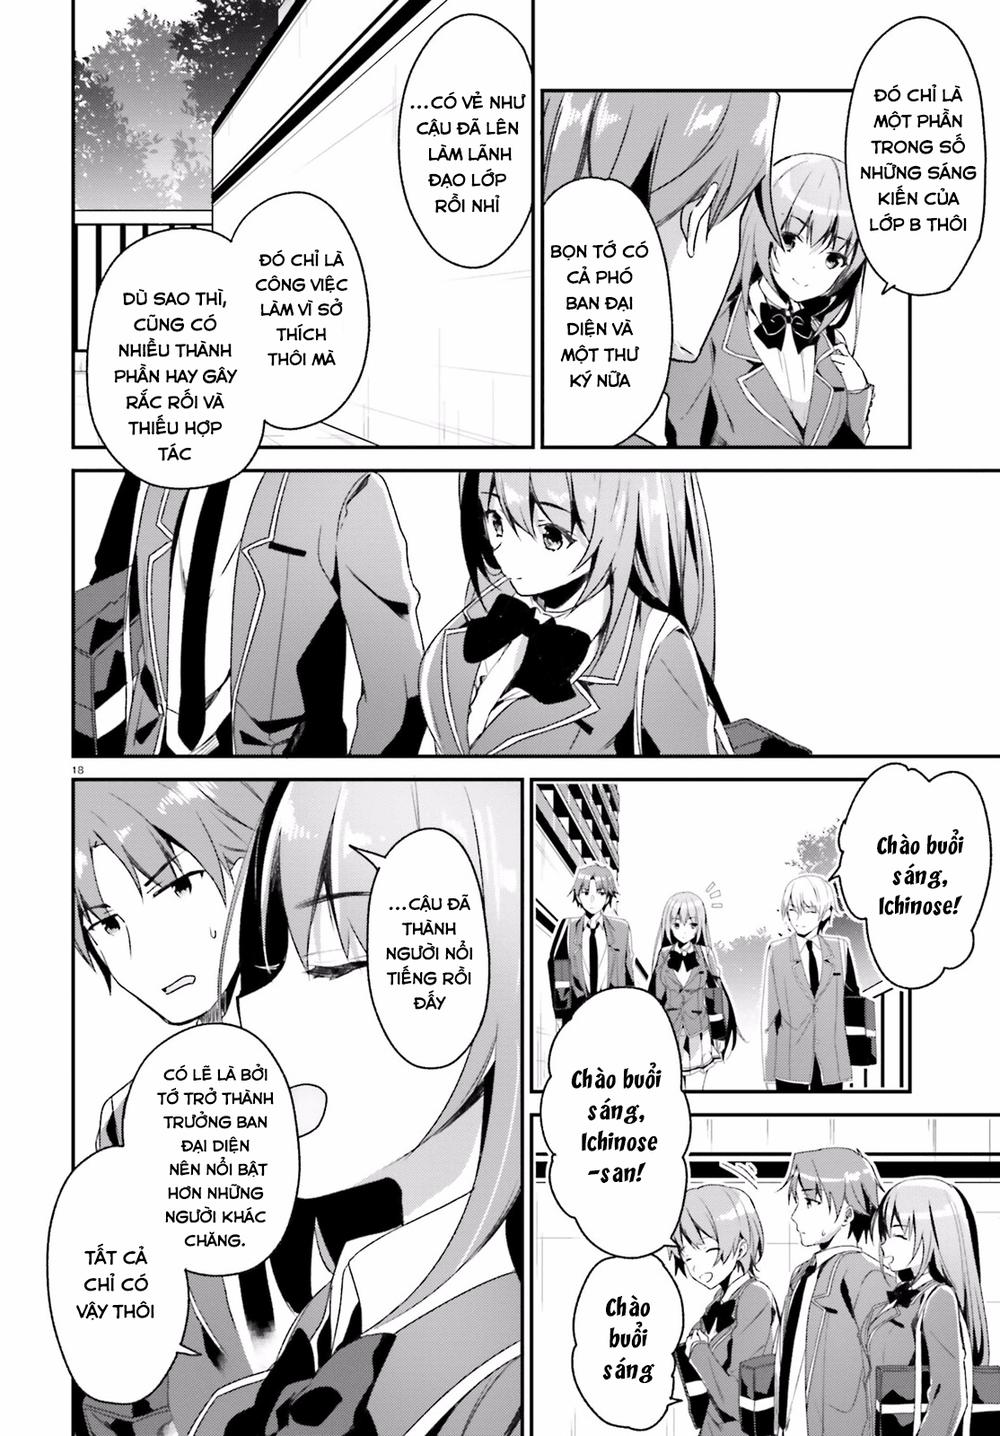 ĐÓ CHỈ LÀ
MỘT PHẦN
TRONG SỐ
NHỮNG SÁNG
KIẾN CỦA
LỚP B THÔI
BỌN TỚ CÓ
CẢ PHÓ
BAN ĐẠI
DIỆN VÀ
MỘT THƯ
KÝ NỮA
...CÓ VẺ NHƯ
CẬU ĐÃ LÊN
LÀM LÃNH
ĐẠO LỚP
RỒI NHỈ
ĐÓ CHỈ LÀ
CÔNG VIỆC
LÀM VÌ SỞ
THÍCH
THÔI MÀ
DÙ SAO THÌ,
CŨNG CÓ
NHIỀU THÀNH
PHẦN HAY GÂY
RẮC RỐI VÀ
THIẾU HỢP
TÁC
18
Chào buổi
sáng,
Ichinose!
Chào buổi
sáng,
Ichinose
-san!
Chào
buổi
sáng
...CẬU ĐÃ
THÀNH
NGƯỜI NỔI
TIẾNG RỒI
ĐẤY
CÓ LẼ LÀ BỞI
TỚ TRỞ THÀNH
TRƯỞNG BAN
ĐẠI DIỆN
NÊN NỔI BẬT
HƠN NHỮNG
NGƯỜI KHÁC
CHĂNG.
TẤT CẢ
CHỈ CÓ
VẬY THÔI